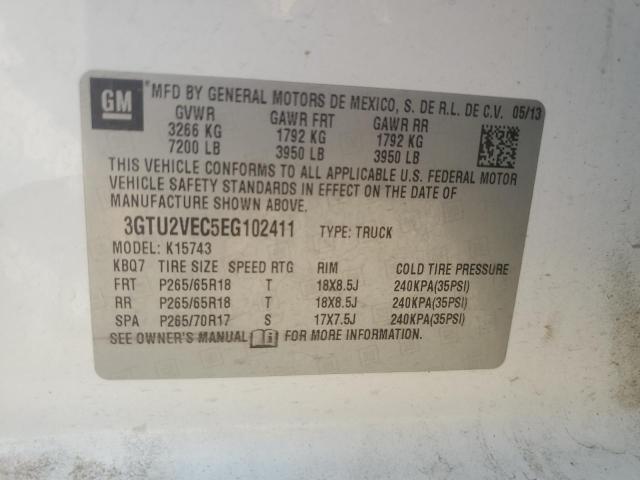 GM
*MFD BY GENERAL MOTORS DE MEXICO, S. DE R.L. DE C.V. 05/13
GVWR GAWR FRT GAWR RR
3266 KG 1792 KG 1792 KG
7200 LB 3950 LB 3950 LB
THIS VEHICLE CONFORMS TO ALL APPLICABLE U.S. FEDERAL MOTOR
VEHICLE SAFETY STANDARDS IN EFFECT ON THE DATE OF
MANUFACTURE SHOWN ABOVE.
3GTU2VEC5EG102411 TYPE: TRUCK
MODEL: K15743
KBQ7 TIRE SIZE SPEED RTG RIM COLD TIRE PRESSURE
FRT P265/65R18 T 18X8.5J 240KPA(35PSI)
RR P265/65R18 T 18X8.5J 240KPA(35PSI)
SPA P265/70R17 S 17X7.5J 240KPA(35PSI)
SEE OWNER'S MANUAL i FOR MORE INFORMATION.